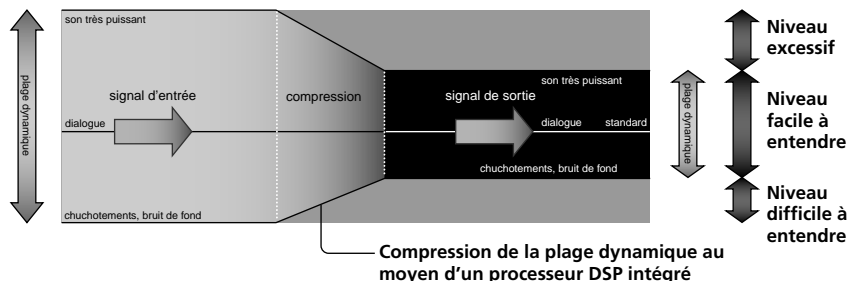 son très puissant
plage dynamique
signal d'entrée
compression
dialogue
chuchotements, bruit de fond
son très puissant
signal de sortie
dialogue
standard
chuchotements, bruit de fond
plage dynamique
Niveau
excessif
Niveau
facile à
entendre
Niveau
difficile à
entendre
Compression de la plage dynamique au
moyen d'un processeur DSP intégré